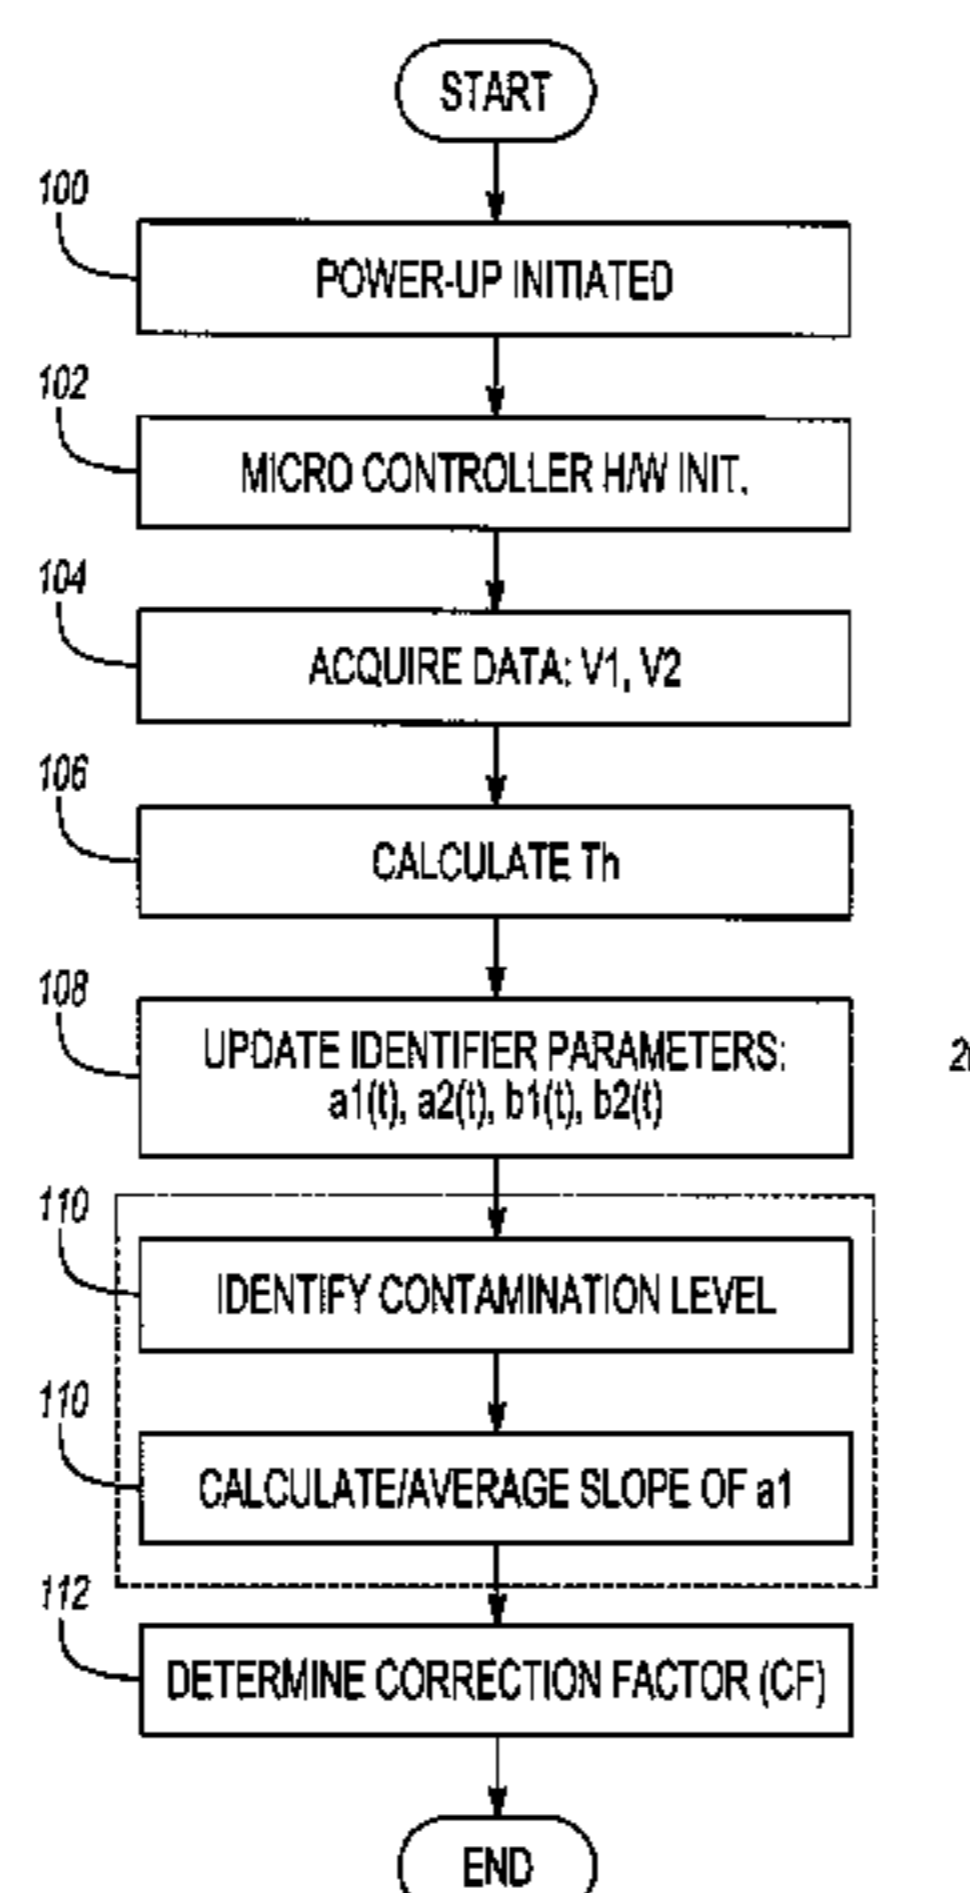 START
100
POWER-UP INITIATED
102
MICRO CONTROLLER H/W INIT.
104
ACQUIRE DATA: V1, V2
106
CALCULATE Th
108
UPDATE IDENTIFIER PARAMETERS:
a1(t), a2(t), b1(t), b2(t)
110
IDENTIFY CONTAMINATION LEVEL
110
CALCULATE/AVERAGE SLOPE OF a1
112
DETERMINE CORRECTION FACTOR (CF)
END